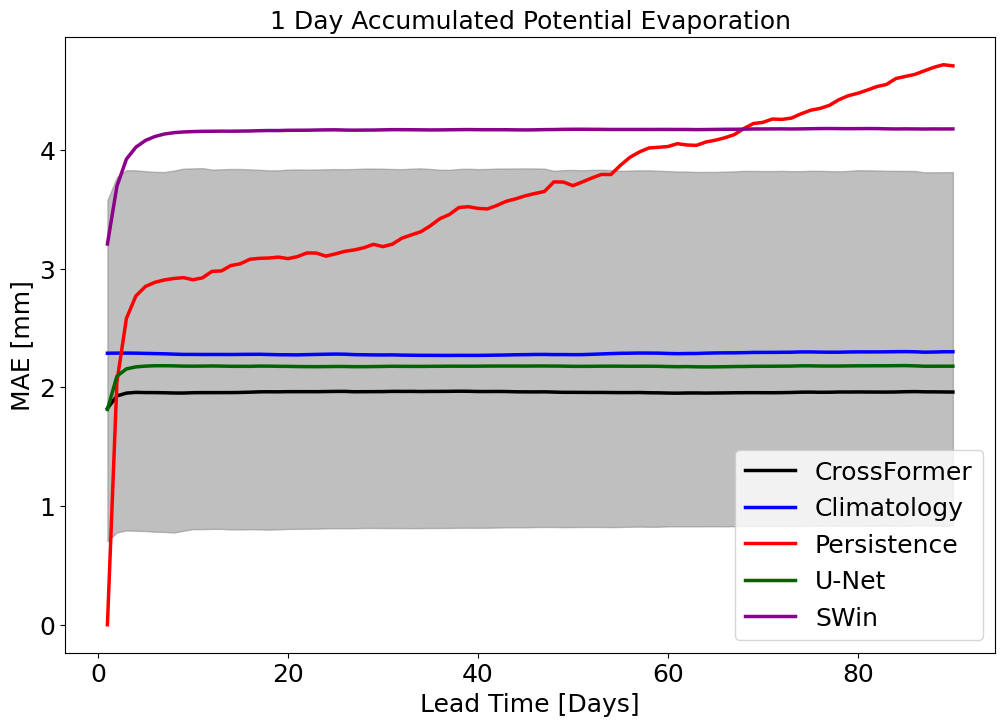 1 Day Accumulated Potential Evaporation
MAE [mm]
4
3
2
1
0
CrossFormer
Climatology
Persistence
U-Net
SWin
0 20 40 60 80
Lead Time [Days]